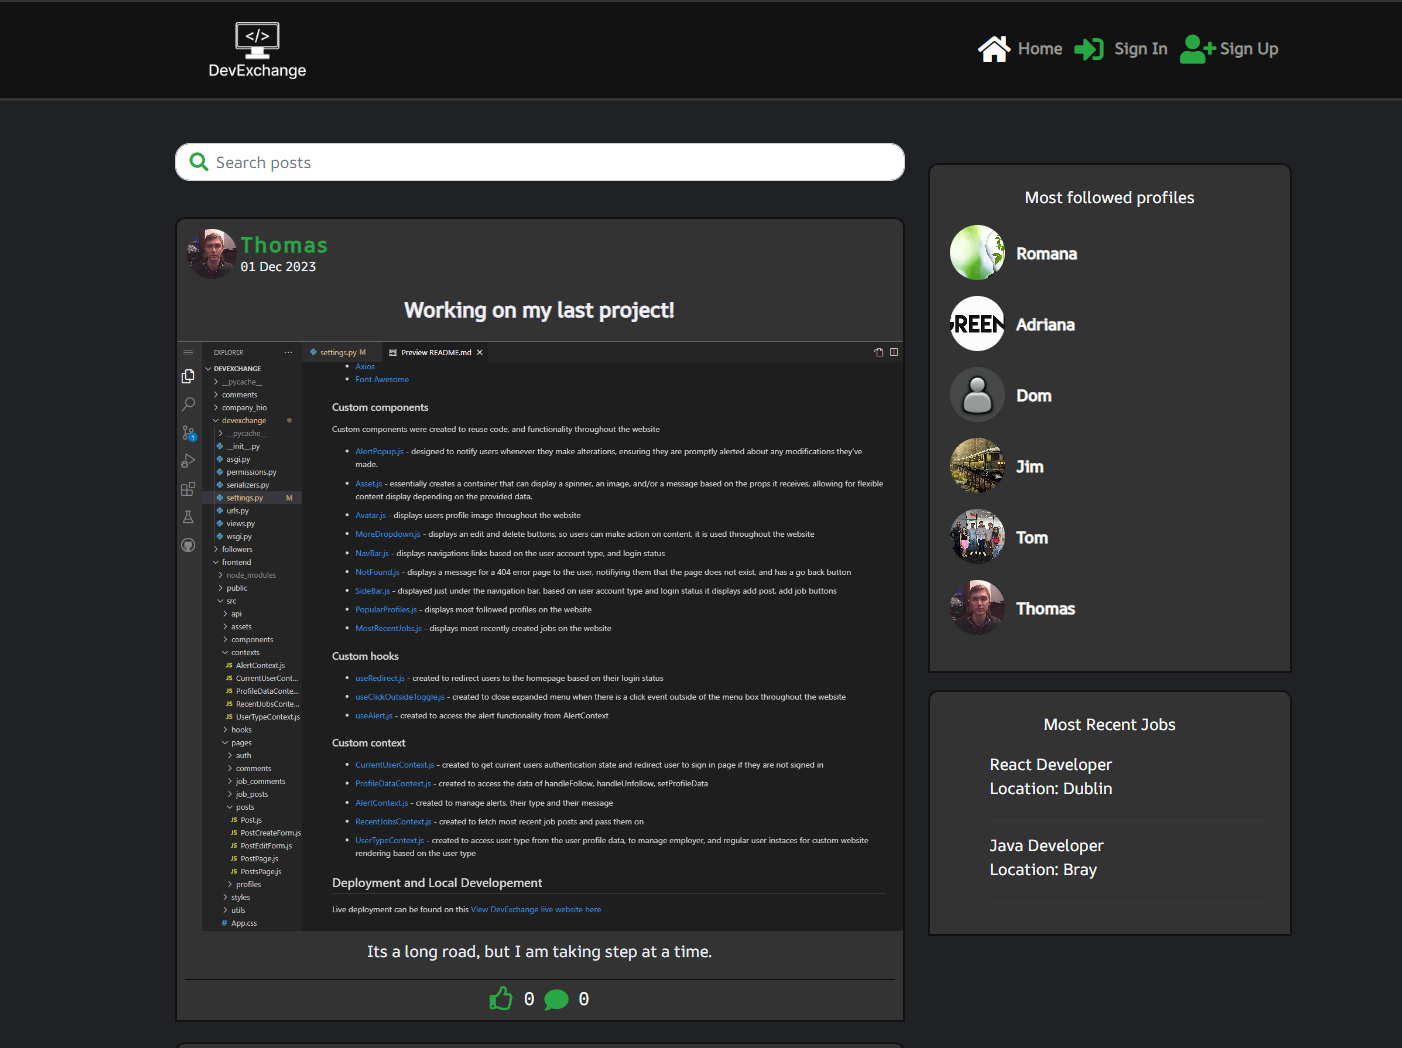 </>
DevExchange
Home
Sign In
Sign Up
Search posts
Thomas
01 Dec 2023
Working on my last project!
EXPLORER
DEVEXCHANGE
__pycache__
comments
company_bio
devexchange
__pycache__
__init__.py
asgi.py
permissions.py
serializers.py
settings.py M
urls.py
views.py
wsgi.py
followers
frontend
node_modules
public
src
api
assets
components
contexts
JS AlertContext.js
JS CurrentUserCont...
JS ProfileDataConte...
JS RecentJobsConte...
JS UserTypeContext.js
hooks
pages
auth
comments
job_comments
job_posts
posts
JS Post.js
JS PostCreateForm.js
JS PostEditForm.js
JS PostPage.js
JS PostsPage.js
profiles
styles
utils
# App.css
1
settings.py M
Preview README.md
Axios
Font Awesome
Custom components
Custom components were created to reuse code, and functionality throughout the website
AlertPopup.js - designed to notify users whenever they make alterations, ensuring they are promptly alerted about any modifications they've
made.
Asset.js - essentially creates a container that can display a spinner, an image, and/or a message based on the props it receives, allowing for flexible
content display depending on the provided data.
Avatar.js - displays users profile image throughout the website
MoreDropdown.js - displays an edit and delete buttons, so users can make action on content, it is used throughout the website
NavBar.js - displays navigations links based on the user account type, and login status
NotFound.js - displays a message for a 404 error page to the user, notifiying them that the page does not exist, and has a go back button
SideBar.js - displayed just under the navigation bar, based on user account type and login status it displays add post, add job buttons
PopularProfiles.js - displays most followed profiles on the website
MostRecentJobs.js - displays most recently created jobs on the website
Custom hooks
useRedirect.js - created to redirect users to the homepage based on their login status
useClickOutsideToggle.js - created to close expanded menu when there is a click event outside of the menu box throughout the website
useAlert.js - created to access the alert functionality from AlertContext
Custom context
CurrentUserContext.js - created to get current users authentication state and redirect user to sign in page if they are not signed in
ProfileDataContext.js - created to access the data of handleFollow, handleUnfollow, setProfileData
AlertContext.js - created to manage alerts, their type and their message
RecentJobsContext.js - created to fetch most recent job posts and pass them on
UserTypeContext.js - created to access user type from the user profile data, to manage employer, and regular user instaces for custom website
rendering based on the user type
Deployment and Local Developement
Live deployment can be found on this View DevExchange live website here
Its a long road, but I am taking step at a time.
0
0
Most followed profiles
Romana
GREEN
Adriana
Dom
Jim
Tom
Thomas
Most Recent Jobs
React Developer
Location: Dublin
Java Developer
Location: Bray